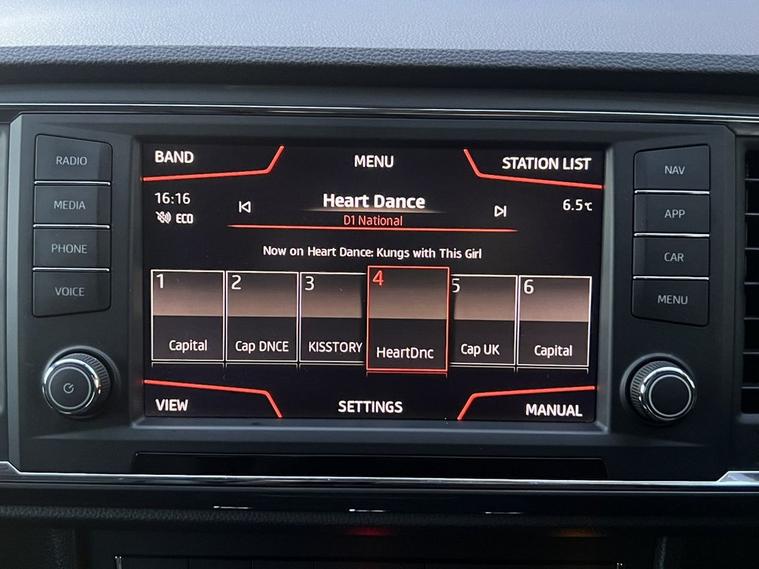 RADIO
MEDIA
PHONE
VOICE
BAND
MENU
STATION LIST
16:16
ECO
Heart Dance
D1 National
6.5°C
Now on Heart Dance: Kungs with This Girl
1
2
3
4
5
6
Capital
Cap DNCE
KISSTORY
HeartDnc
Cap UK
Capital
VIEW
SETTINGS
MANUAL
NAV
APP
CAR
MENU